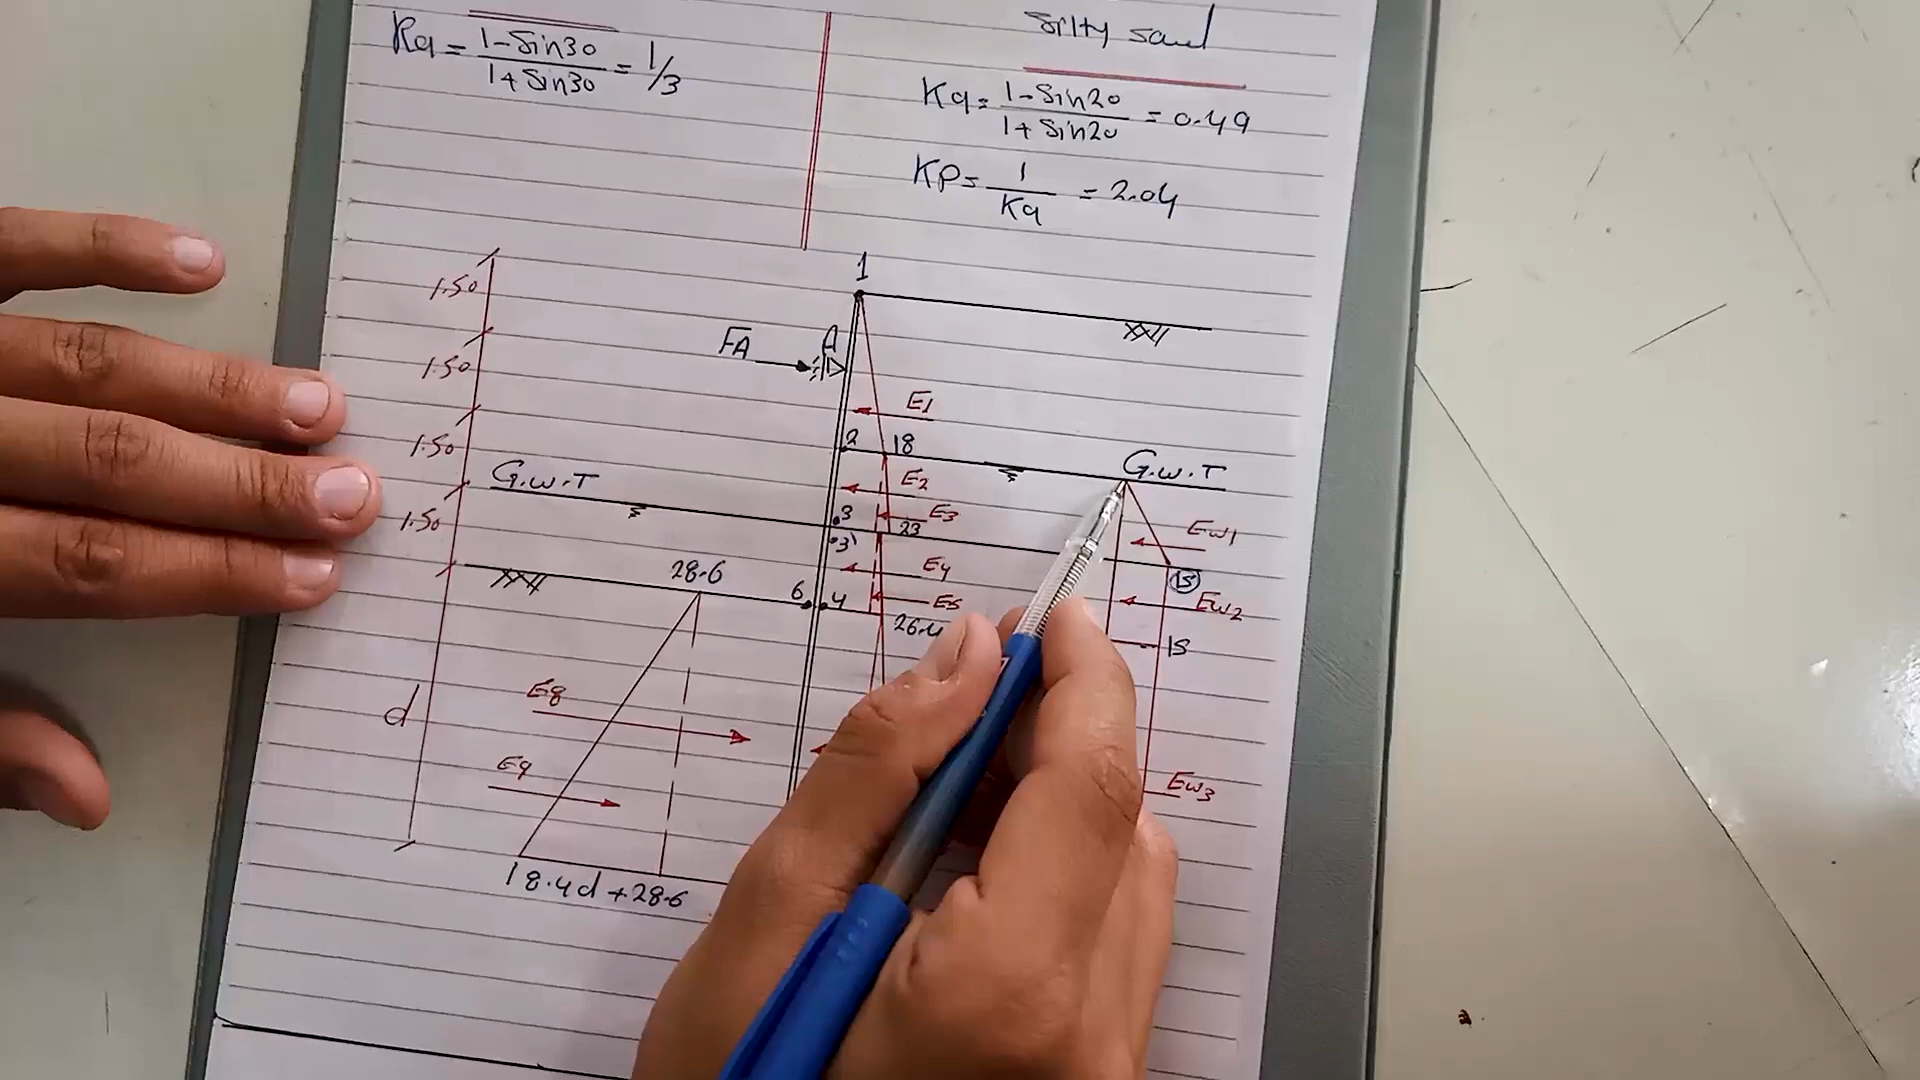 Ka = 1-Sin30 / 1+Sin30 = 1/3
Silty sand
Ka = 1-Sin20 / 1+Sin20 = 0.49
KP = 1 / Ka = 2.04
1
1.50
FA
A
1.50
E1
1.50
2
18
G.W.T
G.W.T
E2
1.50
3
E3
23
Ew1
3'
E4
15
28.6
6
4
E5
Ew2
26.4
15
E8
d
E9
Ew3
18.4d+28.6